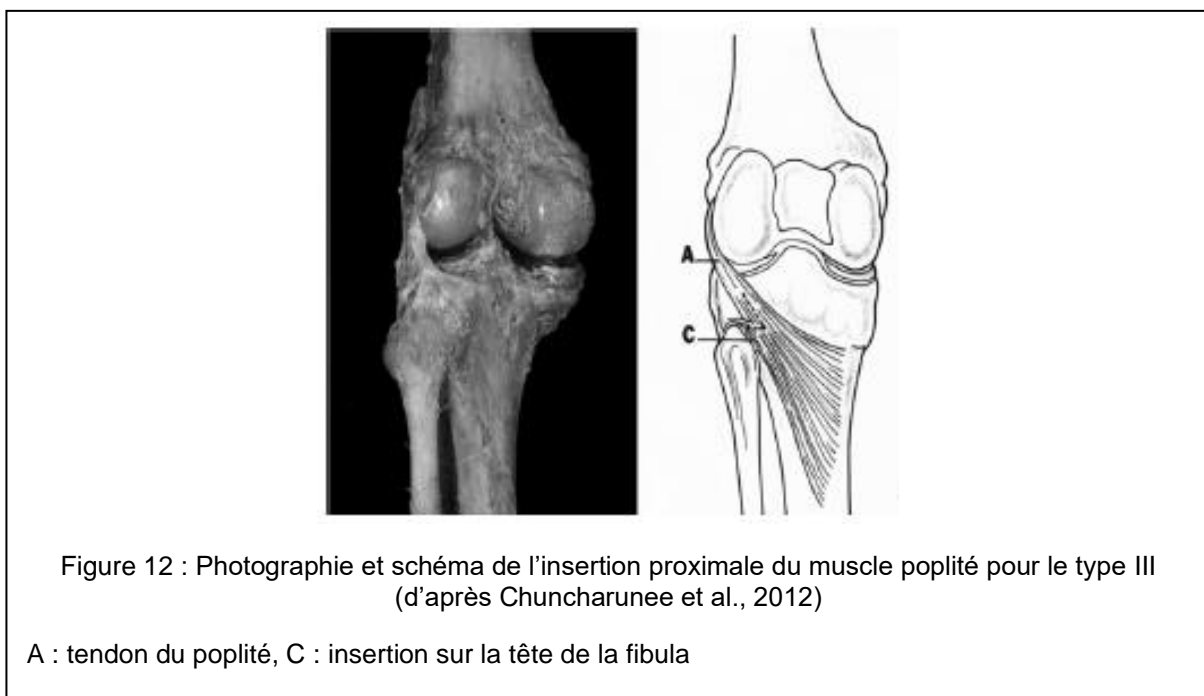 A
C
Figure 12 : Photographie et schéma de l’insertion proximale du muscle poplité pour le type III
(d’après Chuncharunee et al., 2012)
A : tendon du poplité, C : insertion sur la tête de la fibula